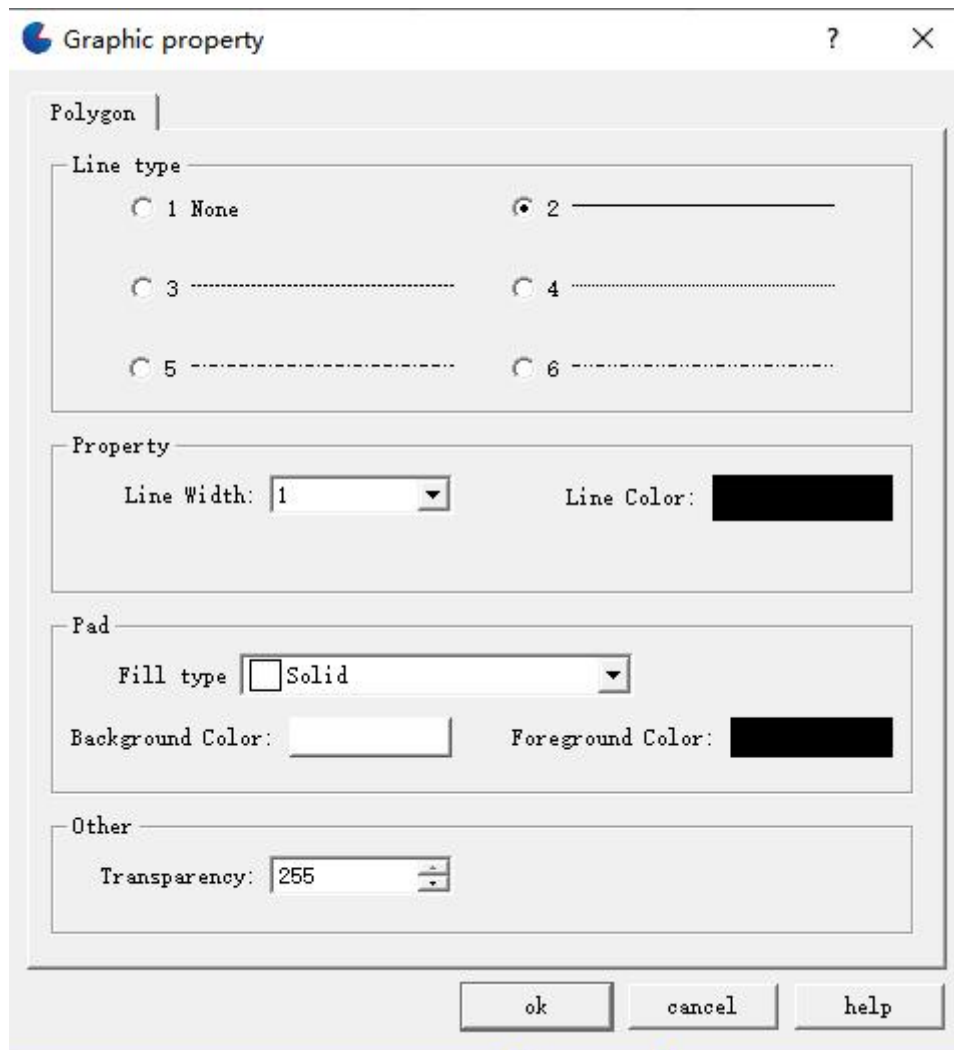 Graphic property
?
Polygon
Line type
1 None
2
3
4
5
6
Property
Line Width: 1
Line Color:
Pad
Fill type Solid
Background Color:
Foreground Color:
Other
Transparency: 255
ok
cancel
help